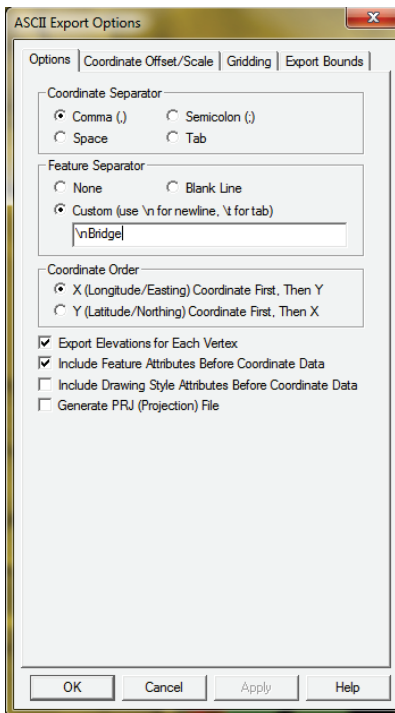 ASCII Export Options
x
Options Coordinate Offset/Scale Gridding Export Bounds
Coordinate Separator
Comma (,) Semicolon (;)
Space Tab
Feature Separator
None Blank Line
Custom (use \n for newline, \t for tab)
\nBridge
Coordinate Order
X (Longitude/Easting) Coordinate First, Then Y
Y (Latitude/Northing) Coordinate First, Then X
Export Elevations for Each Vertex
Include Feature Attributes Before Coordinate Data
Include Drawing Style Attributes Before Coordinate Data
Generate PRJ (Projection) File
OK Cancel Apply Help